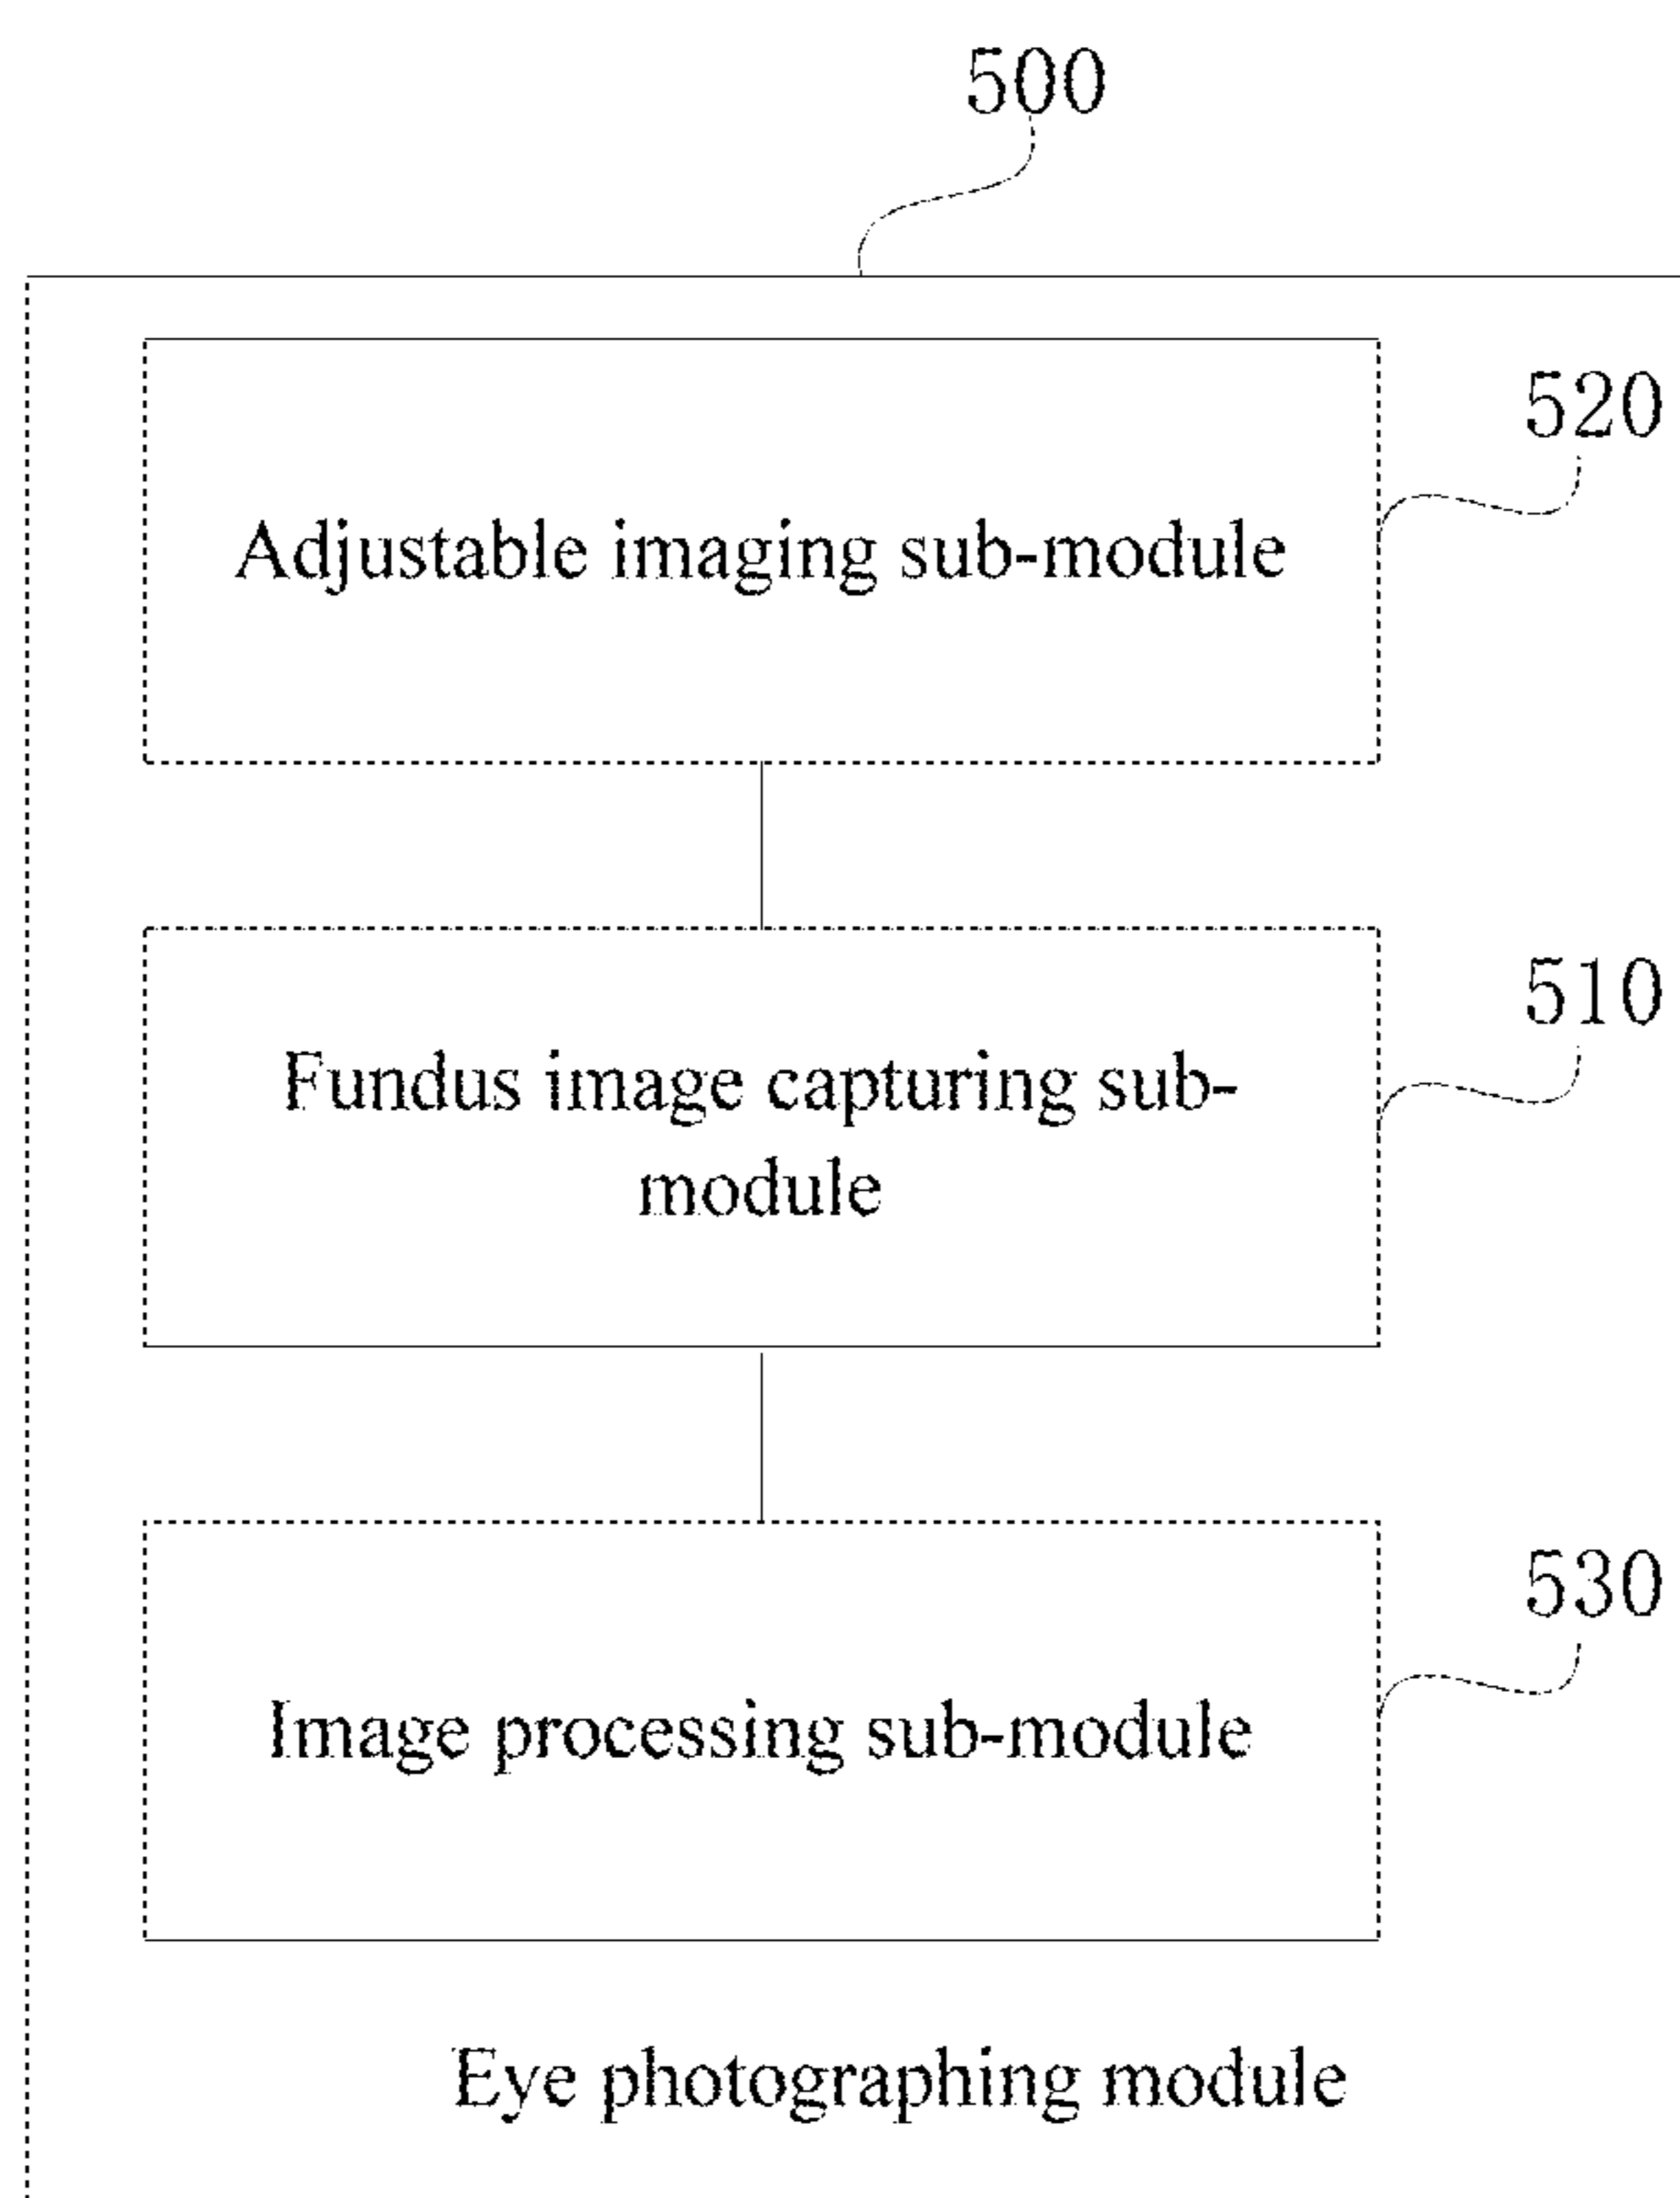 500
520
Adjustable imaging sub-module
510
Fundus image capturing sub-
module
530
Image processing sub-module
Eye photographing module